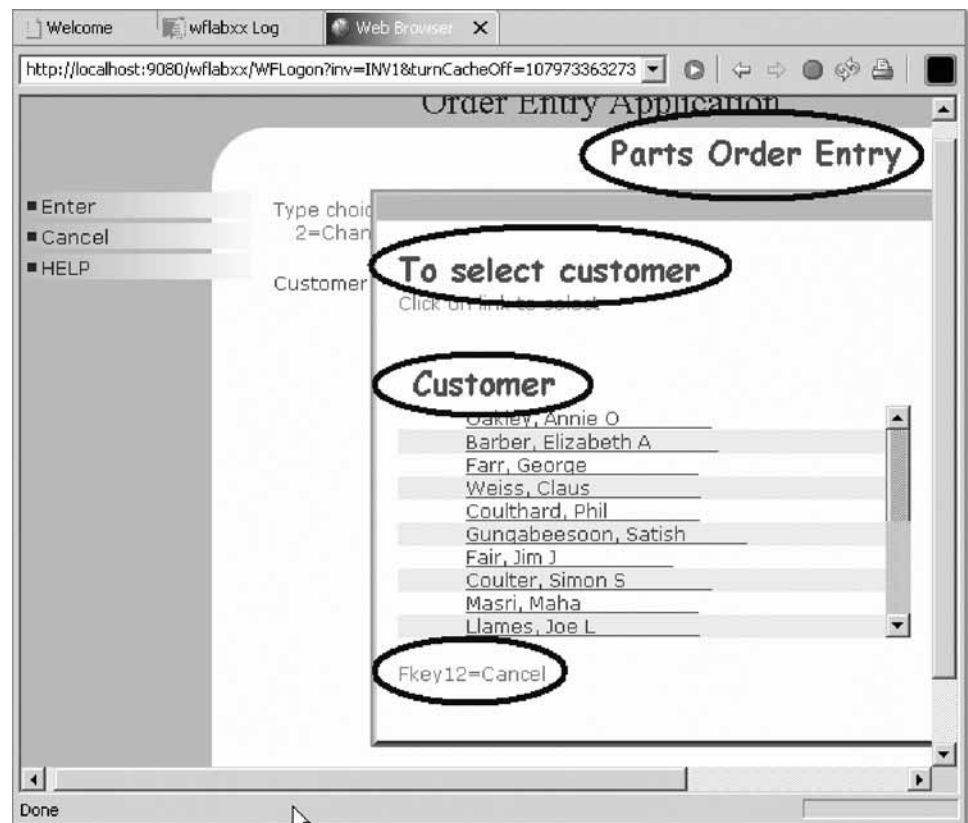 Welcome wflabxx Log Web Browser
http://localhost:9080/wflabxx/WFLogon?inv=INV1&turnCacheOff=107973363273
Order Entry Application
Parts Order Entry
Enter
Cancel
HELP
Type choic
2=Chan
Customer
To select customer
Click on link to select
Customer
Oakley, Annie O
Barber, Elizabeth A
Farr, George
Weiss, Claus
Coulthard, Phil
Gungabeesoon, Satish
Fair, Jim J
Coulter, Simon S
Masri, Maha
Llames, Joe L
Fkey12=Cancel
Done